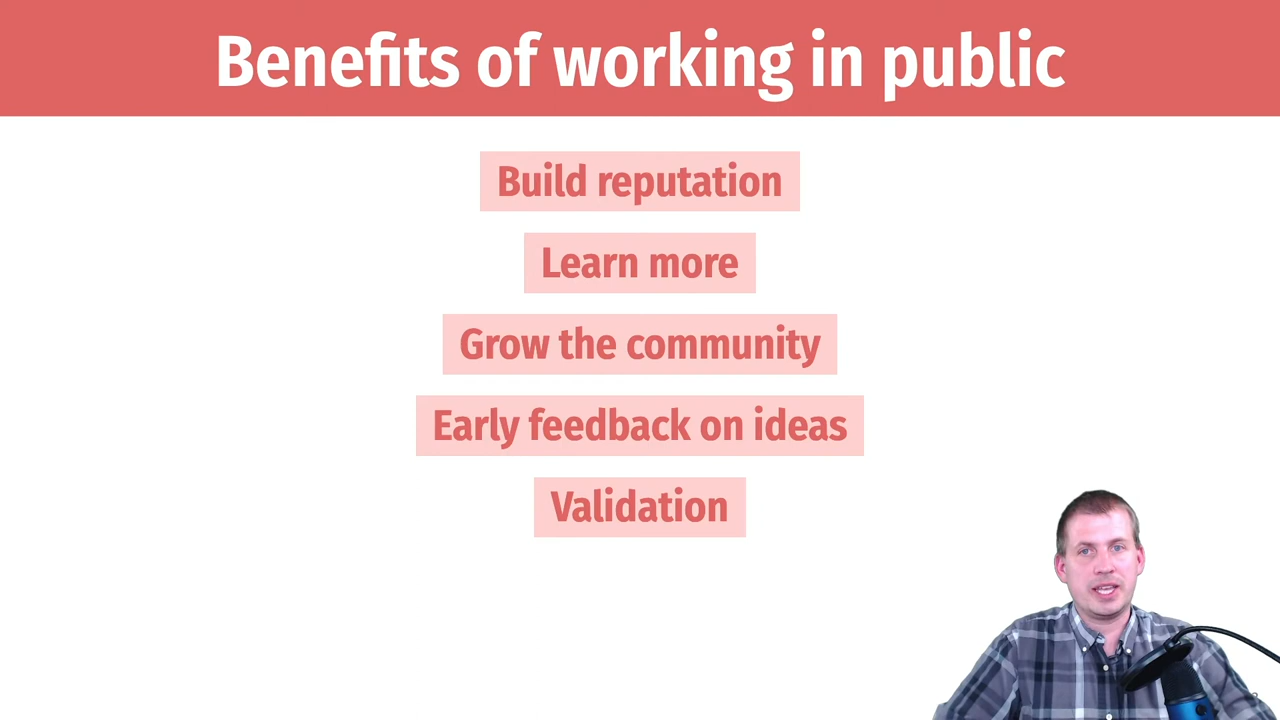 Benefits of working in public
Build reputation
Learn more
Grow the community
Early feedback on ideas
Validation